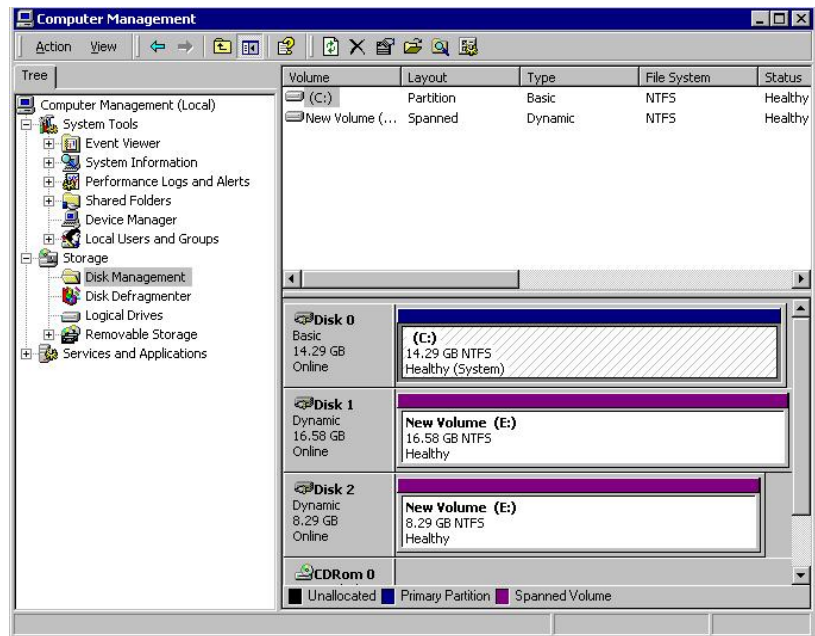 Computer Management
Action View
Tree
Computer Management (Local)
System Tools
Event Viewer
System Information
Performance Logs and Alerts
Shared Folders
Device Manager
Local Users and Groups
Storage
Disk Management
Disk Defragmenter
Logical Drives
Removable Storage
Services and Applications
Volume Layout Type File System Status
(C:) Partition Basic NTFS Healthy
New Volume (... Spanned Dynamic NTFS Healthy
Disk 0
Basic
14.29 GB
Online
(C:)
14.29 GB NTFS
Healthy (System)
Disk 1
Dynamic
16.58 GB
Online
New Volume (E:)
16.58 GB NTFS
Healthy
Disk 2
Dynamic
8.29 GB
Online
New Volume (E:)
8.29 GB NTFS
Healthy
CDRom 0
Unallocated Primary Partition Spanned Volume